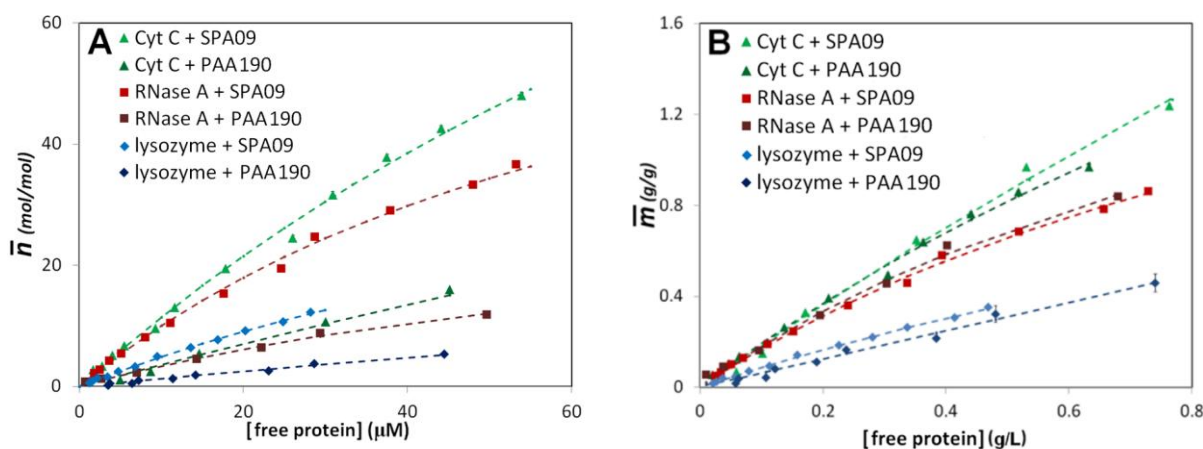 A
Cyt C + SPA09
Cyt C + PAA190
RNase A + SPA09
RNase A + PAA190
lysozyme + SPA09
lysozyme + PAA190
n̅ (mol/mol)
60
40
20
0
0 20 40 60
[free protein] (µM)
B
Cyt C + SPA09
Cyt C + PAA190
RNase A + SPA09
RNase A + PAA190
lysozyme + SPA09
lysozyme + PAA190
m̅ (g/g)
1.6
1.2
0.8
0.4
0
0 0.2 0.4 0.6 0.8
[free protein] (g/L)